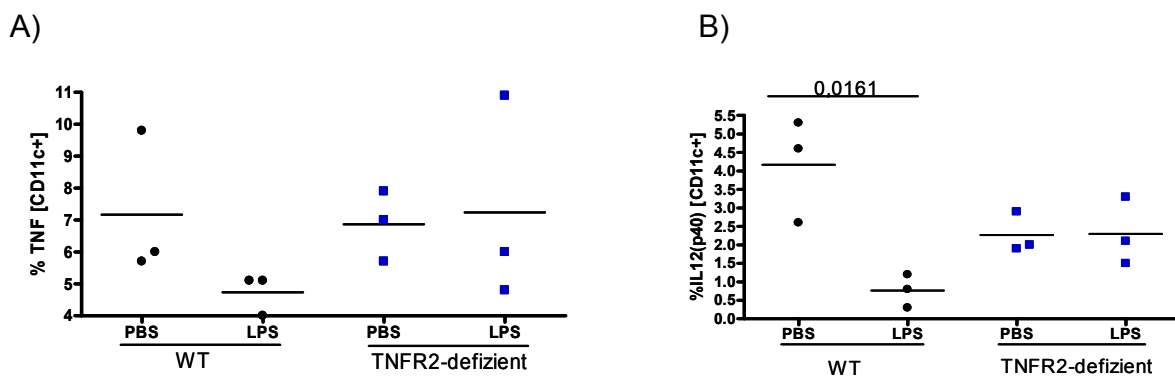 A)
% TNF [CD11c+]
11
10
9
8
7
6
5
4
PBS LPS PBS LPS
WT TNFR2-defizient
B)
0,0161
%IL12(p40) [CD11c+]
5.5
5.0
4.5
4.0
3.5
3.0
2.5
2.0
1.5
1.0
0.5
0.0
PBS LPS PBS LPS
WT TNFR2-defizient